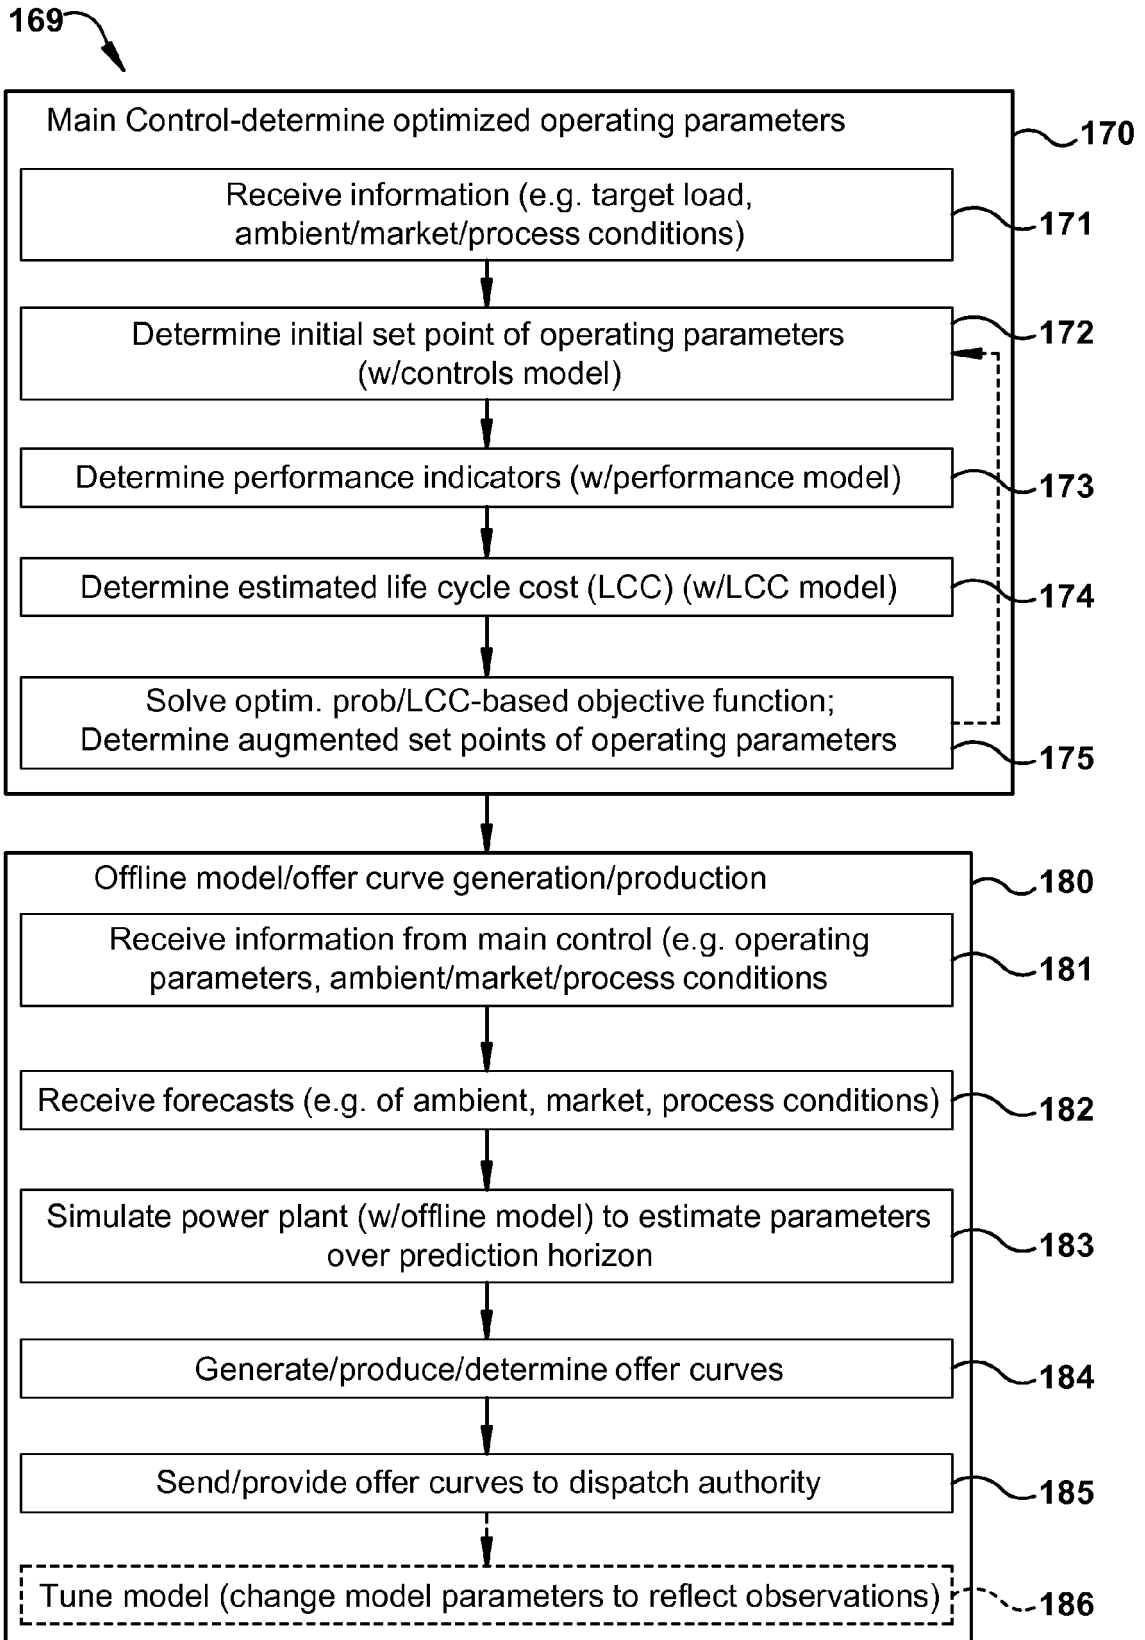 169
Main Control-determine optimized operating parameters
170
Receive information (e.g. target load,
ambient/market/process conditions)
171
Determine initial set point of operating parameters
(w/controls model)
172
Determine performance indicators (w/performance model)
173
Determine estimated life cycle cost (LCC) (w/LCC model)
174
Solve optim. prob/LCC-based objective function;
Determine augmented set points of operating parameters
175
Offline model/offer curve generation/production
180
Receive information from main control (e.g. operating
parameters, ambient/market/process conditions
181
Receive forecasts (e.g. of ambient, market, process conditions)
182
Simulate power plant (w/offline model) to estimate parameters
over prediction horizon
183
Generate/produce/determine offer curves
184
Send/provide offer curves to dispatch authority
185
Tune model (change model parameters to reflect observations)
186